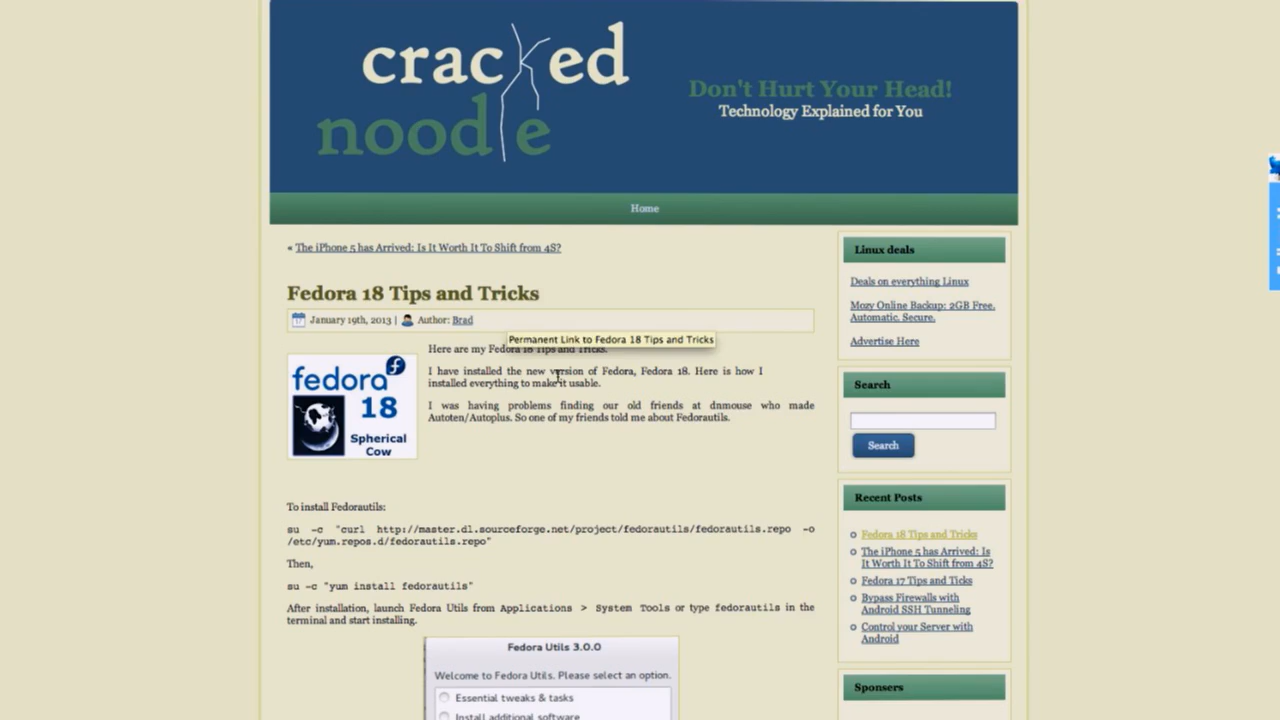 cracked
noodle
Don't Hurt Your Head!
Technology Explained for You
Home
« The iPhone 5 has Arrived: Is It Worth It To Shift from 4S?
Fedora 18 Tips and Tricks
January 19th, 2013 | Author: Brad
Permanent Link to Fedora 18 Tips and Tricks
Here are my Fedora 18 Tips and Tricks.
fedora
18
Spherical
Cow
I have installed the new version of Fedora, Fedora 18. Here is how I
installed everything to make it usable.
I was having problems finding our old friends at dnmouse who made
Autoten/Autoplus. So one of my friends told me about Fedorautils.
To install Fedorautils:
su -c "curl http://master.dl.sourceforge.net/project/fedorautils/fedorautils.repo -o
/etc/yum.repos.d/fedorautils.repo"
Then,
su -c "yum install fedorautils"
After installation, launch Fedora Utils from Applications > System Tools or type fedorautils in the
terminal and start installing.
Fedora Utils 3.0.0
Welcome to Fedora Utils. Please select an option.
Essential tweaks & tasks
Install additional software
Linux deals
Deals on everything Linux
Mozy Online Backup: 2GB Free.
Automatic. Secure.
Advertise Here
Search
Search
Recent Posts
Fedora 18 Tips and Tricks
The iPhone 5 has Arrived: Is
It Worth It To Shift from 4S?
Fedora 17 Tips and Ticks
Bypass Firewalls with
Android SSH Tunneling
Control your Server with
Android
Sponsers